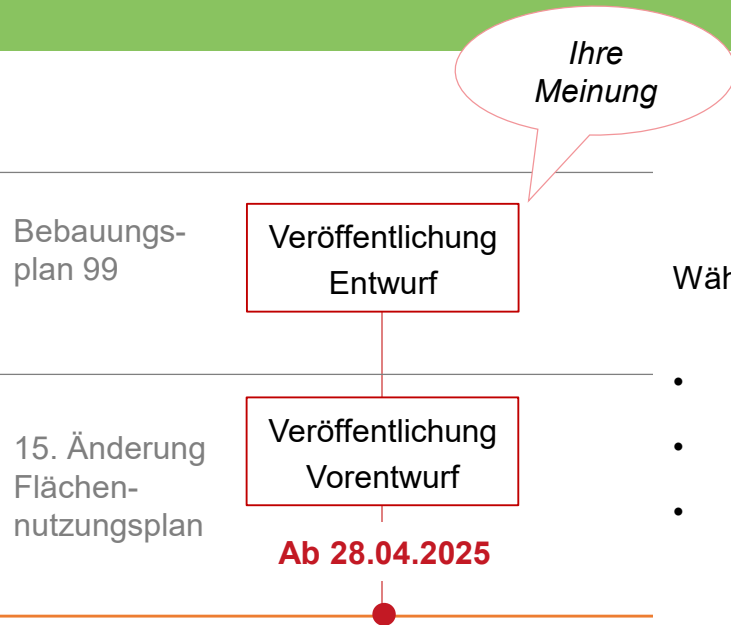 Ihre
Meinung
Bebauungs-
plan 99
Veröffentlichung
Entwurf
15. Änderung
Flächen-
nutzungsplan
Veröffentlichung
Vorentwurf
Ab 28.04.2025
•
•
•